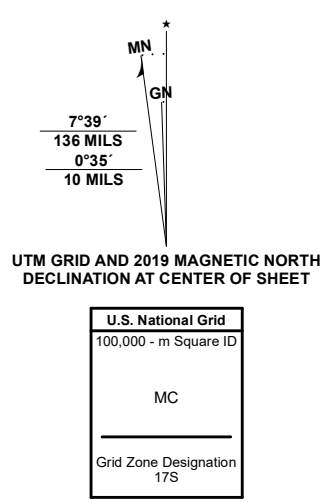 ★
MN
GN
7°39´
136 MILS
0°35´
10 MILS
UTM GRID AND 2019 MAGNETIC NORTH
DECLINATION AT CENTER OF SHEET
U.S. National Grid
100,000 - m Square ID
MC
Grid Zone Designation
17S